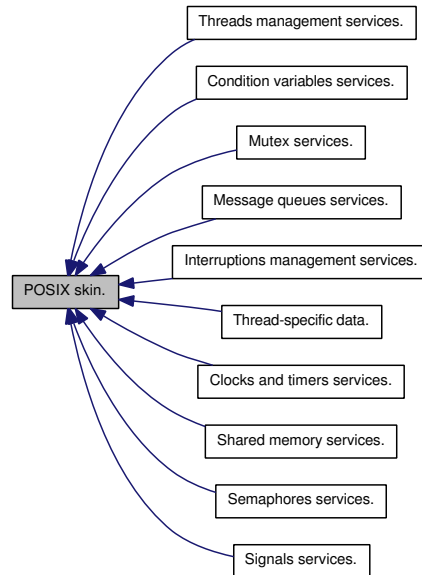 Threads management services.
Condition variables services.
Mutex services.
Message queues services.
Interruptions management services.
POSIX skin.
Thread-specific data.
Clocks and timers services.
Shared memory services.
Semaphores services.
Signals services.